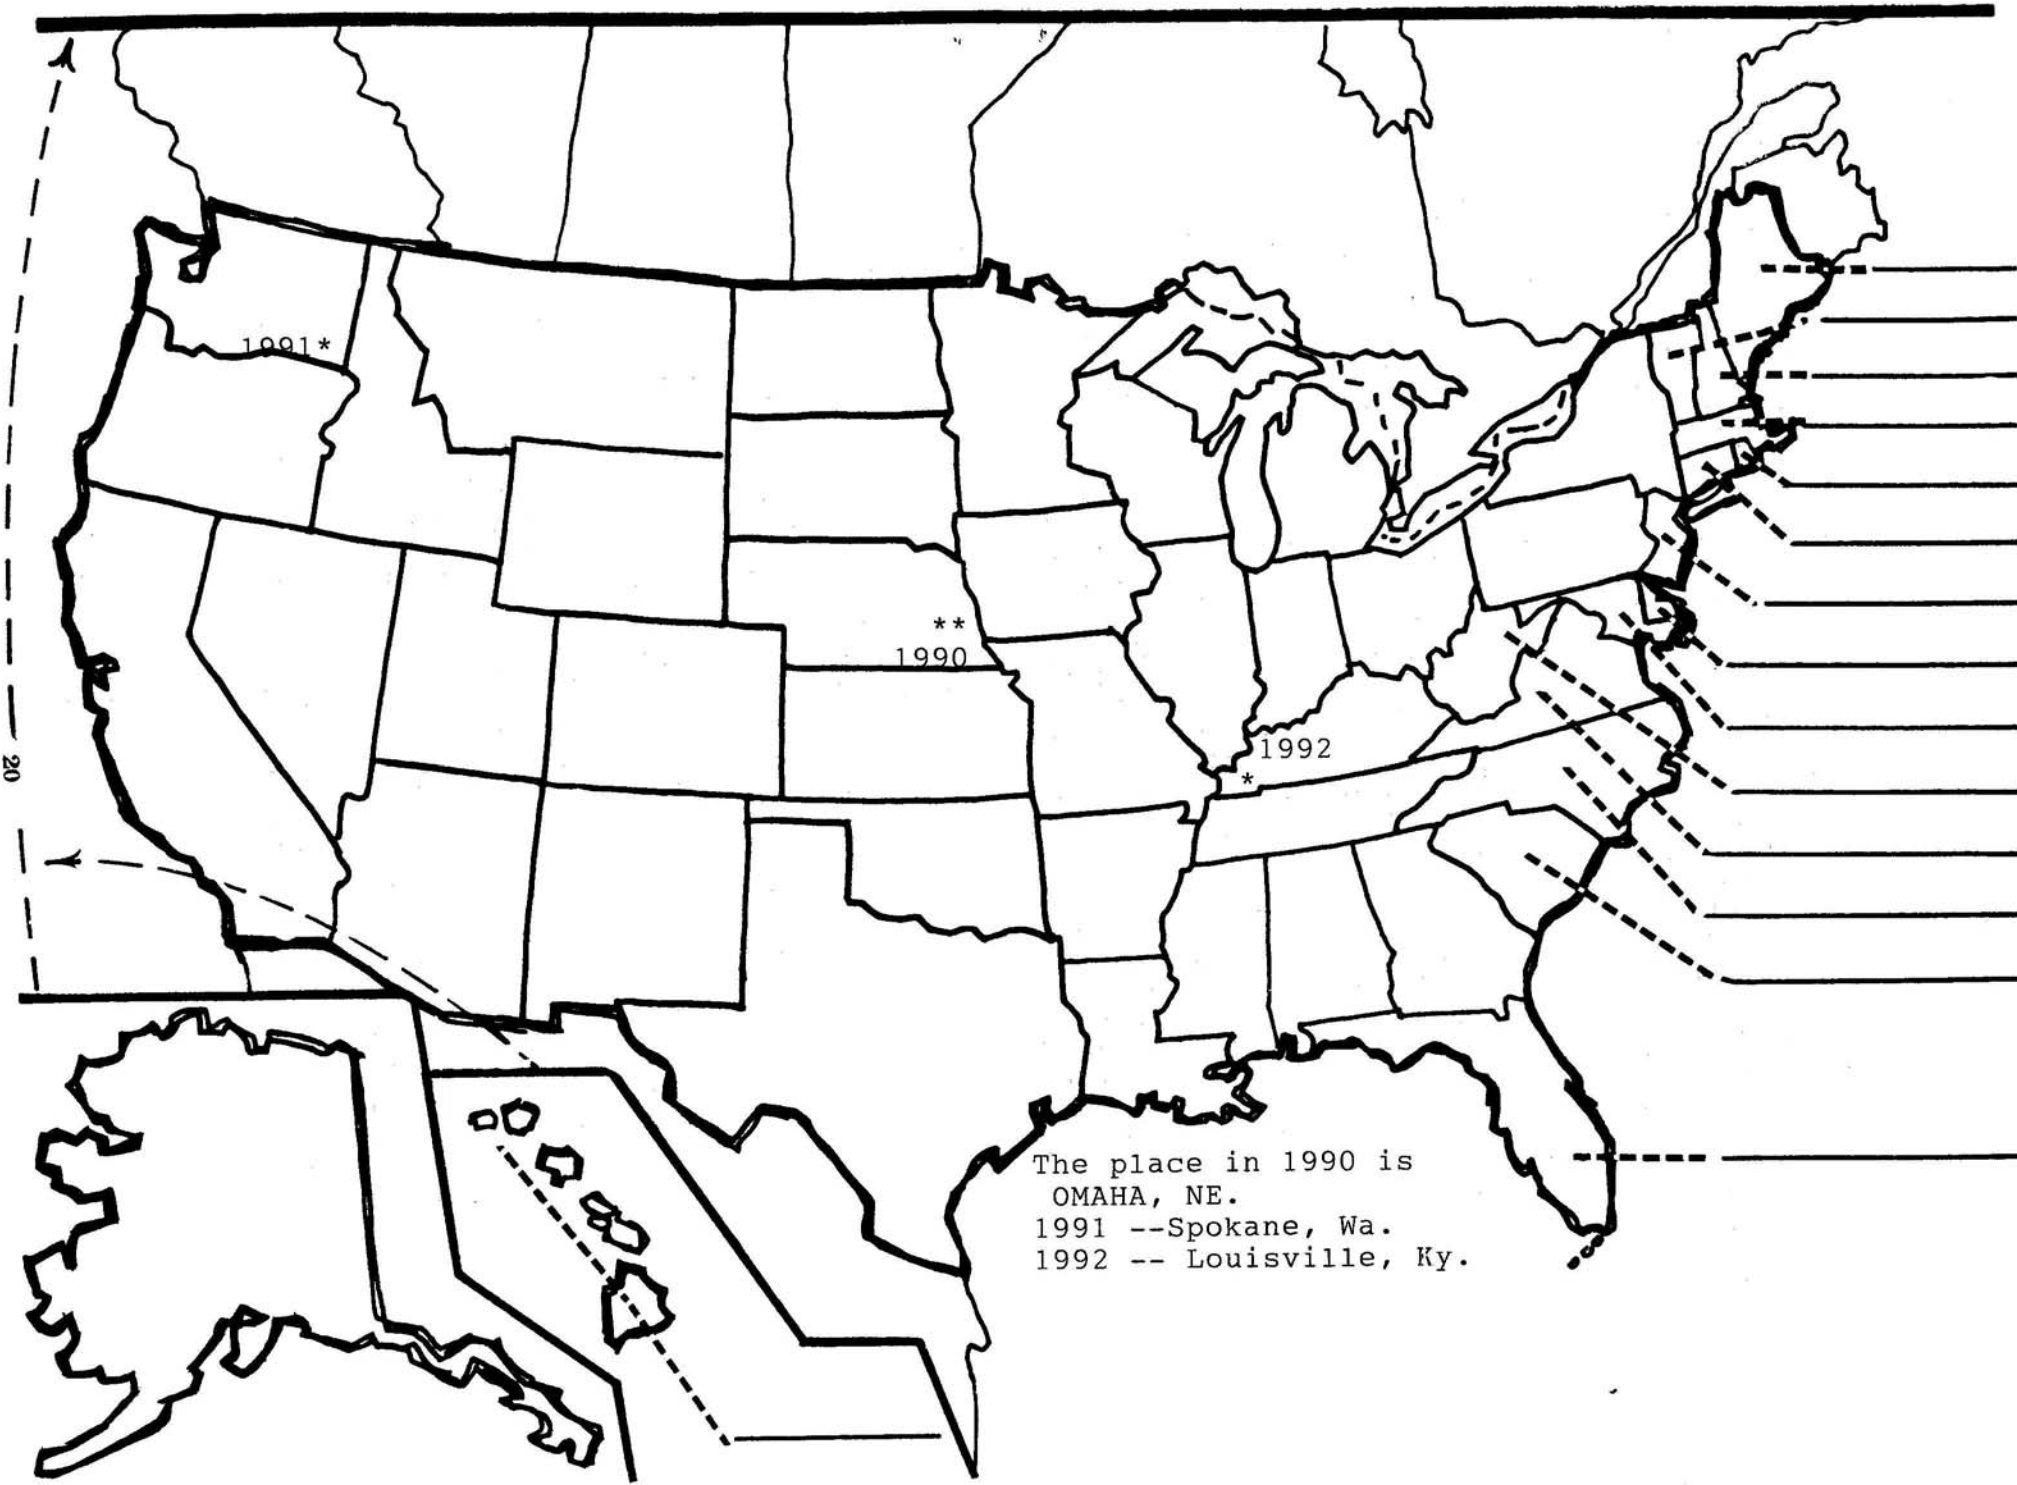 1991*
**
1990
1992
*
20
The place in 1990 is
OMAHA, NE.
1991 --Spokane, Wa.
1992 -- Louisville, Ky.